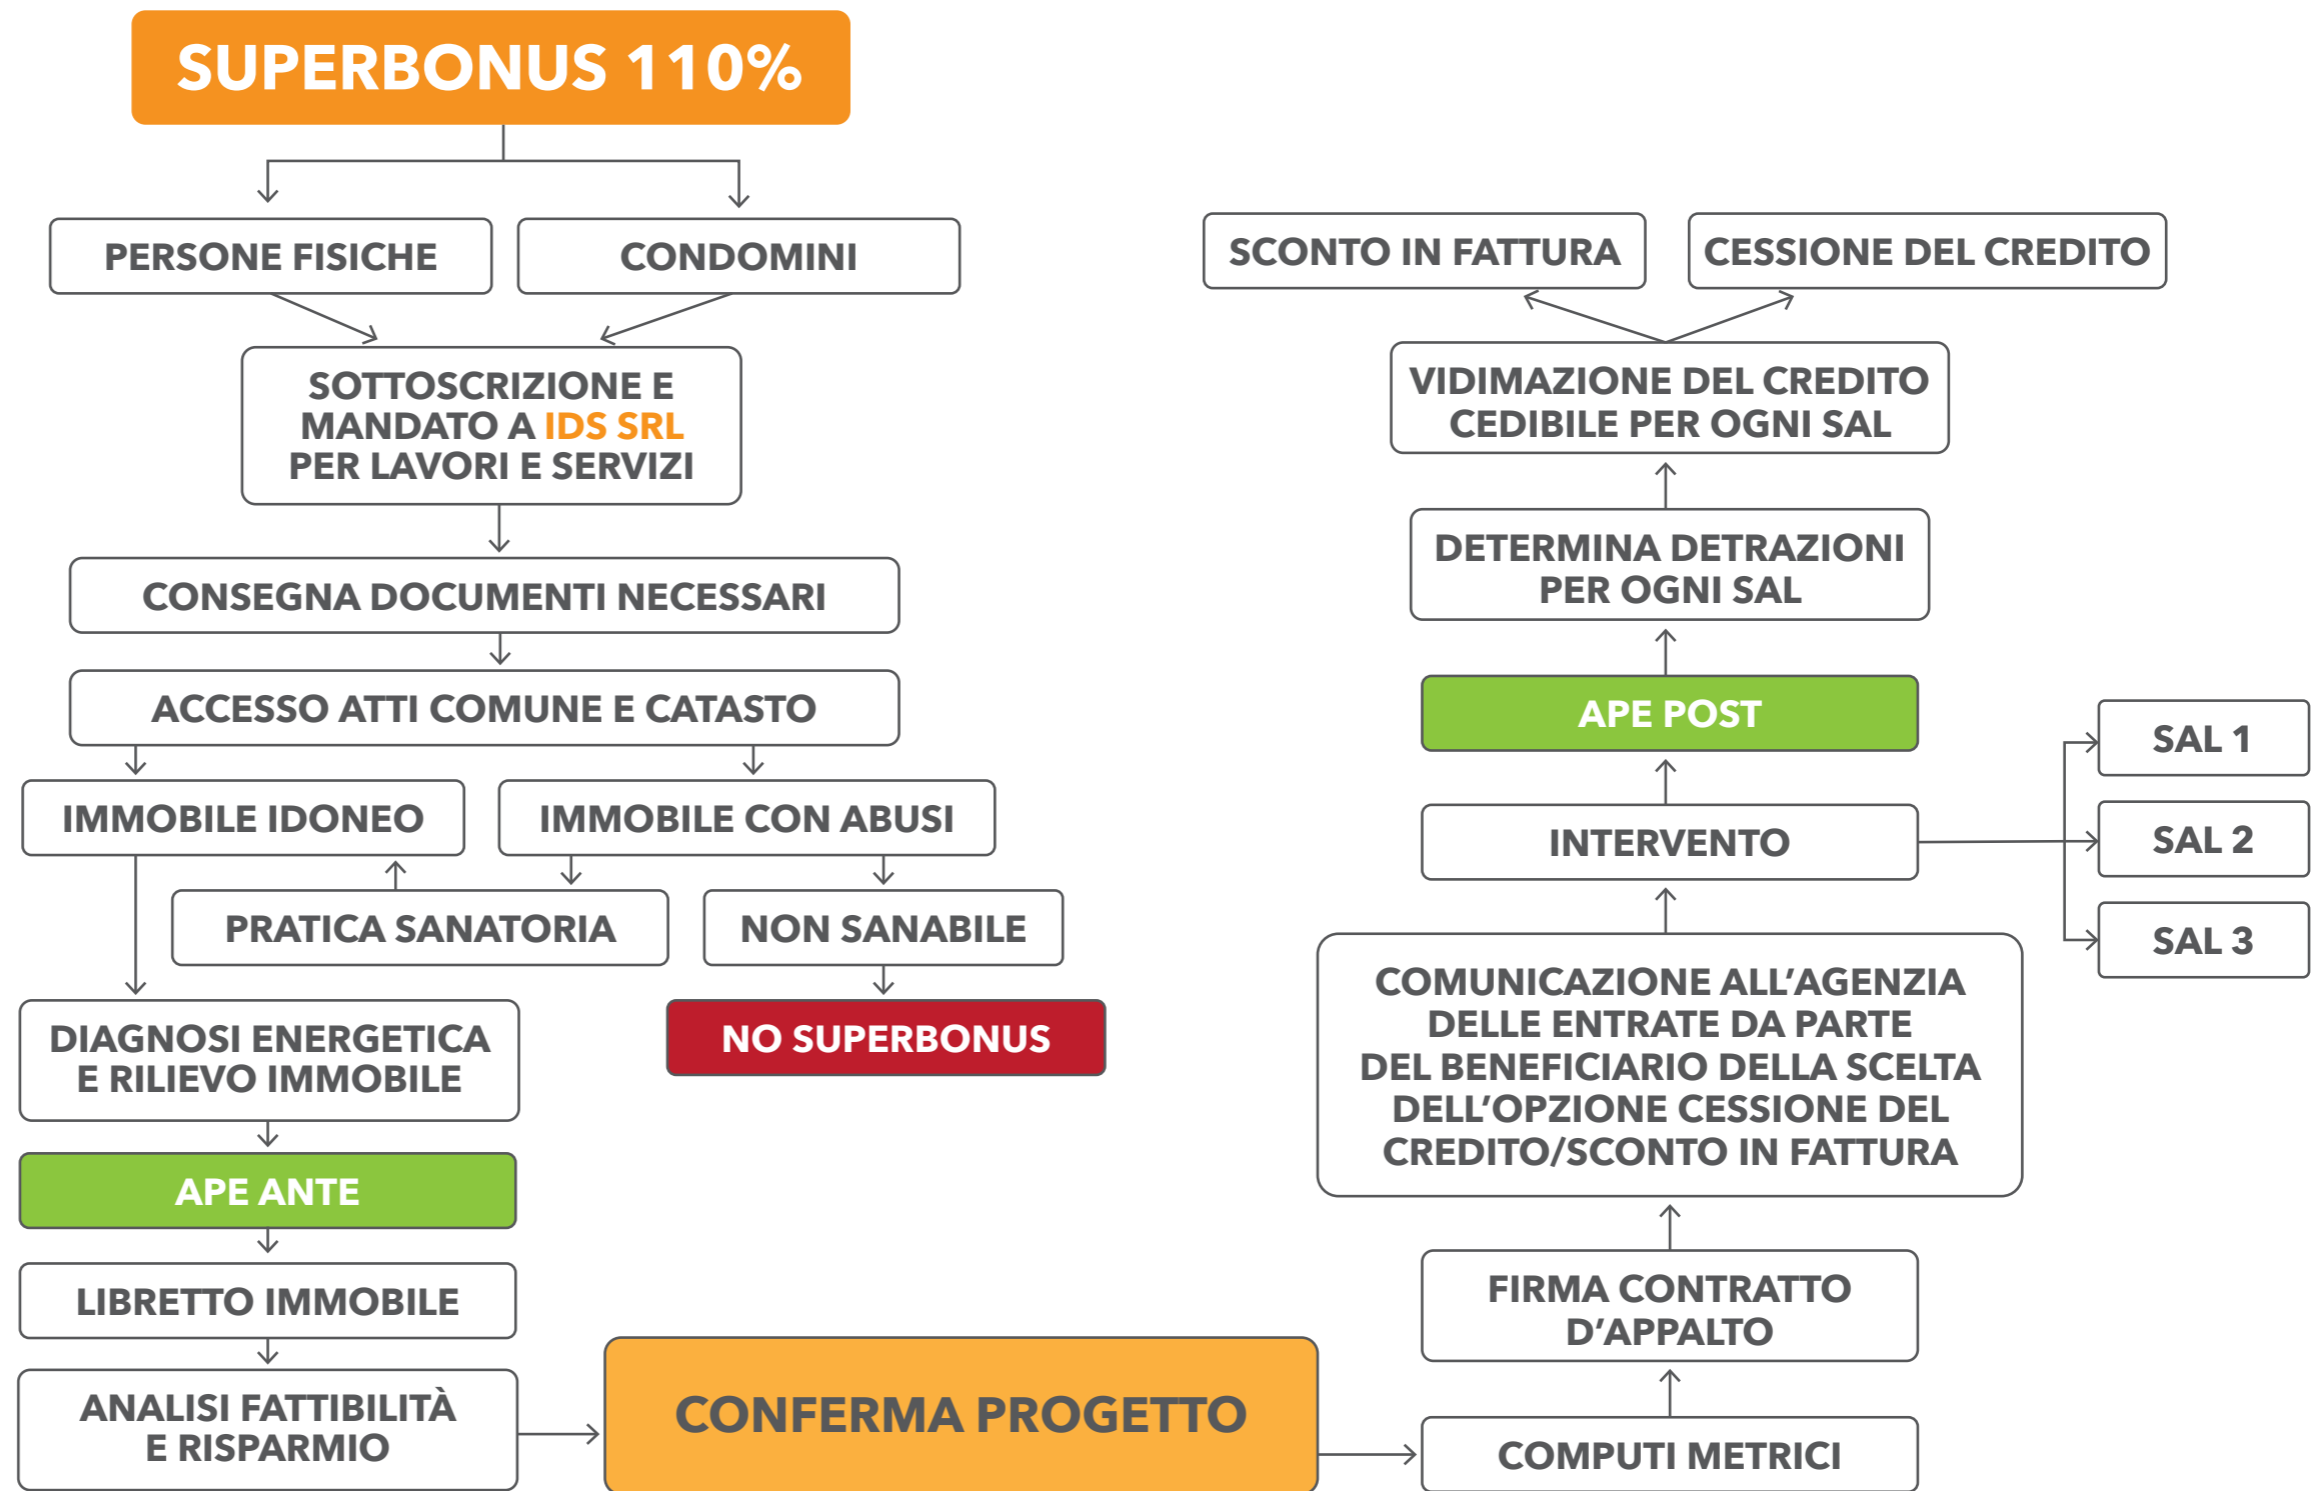 SUPERBONUS 110%
PERSONE FISICHE
CONDOMINI
SOTTOSCRIZIONE E
MANDATO A IDS SRL
PER LAVORI E SERVIZI
CONSEGNA DOCUMENTI NECESSARI
ACCESSO ATTI COMUNE E CATASTO
IMMOBILE IDONEO
IMMOBILE CON ABUSI
PRATICA SANATORIA
NON SANABILE
NO SUPERBONUS
DIAGNOSI ENERGETICA
E RILIEVO IMMOBILE
APE ANTE
LIBRETTO IMMOBILE
ANALISI FATTIBILITÀ
E RISPARMIO
CONFERMA PROGETTO
COMPUTI METRICI
FIRMA CONTRATTO
D’APPALTO
COMUNICAZIONE ALL’AGENZIA
DELLE ENTRATE DA PARTE
DEL BENEFICIARIO DELLA SCELTA
DELL’OPZIONE CESSIONE DEL
CREDITO/SCONTO IN FATTURA
INTERVENTO
SAL 1
SAL 2
SAL 3
APE POST
DETERMINA DETRAZIONI
PER OGNI SAL
VIDIMAZIONE DEL CREDITO
CEDIBILE PER OGNI SAL
SCONTO IN FATTURA
CESSIONE DEL CREDITO